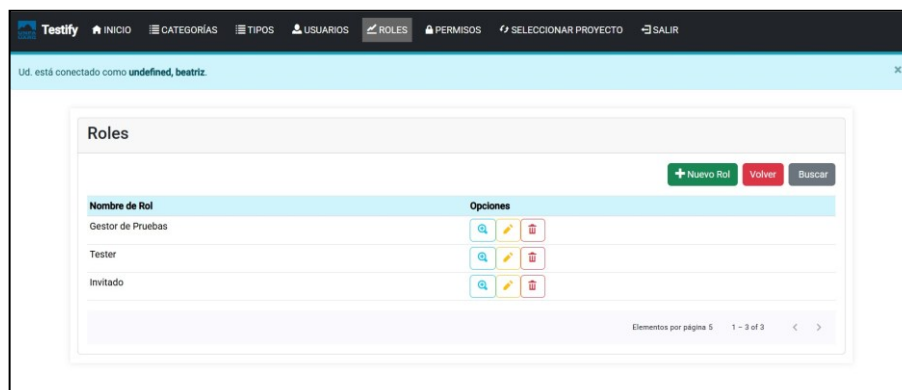 Testify INICIO CATEGORÍAS TIPOS USUARIOS ROLES PERMISOS SELECCIONAR PROYECTO SALIR
Ud. está conectado como undefined, beatriz. ×
Roles
Nuevo Rol Volver Buscar
Nombre de Rol Opciones
Gestor de Pruebas
Tester
Invitado
Elementos por página 5 1 – 3 of 3